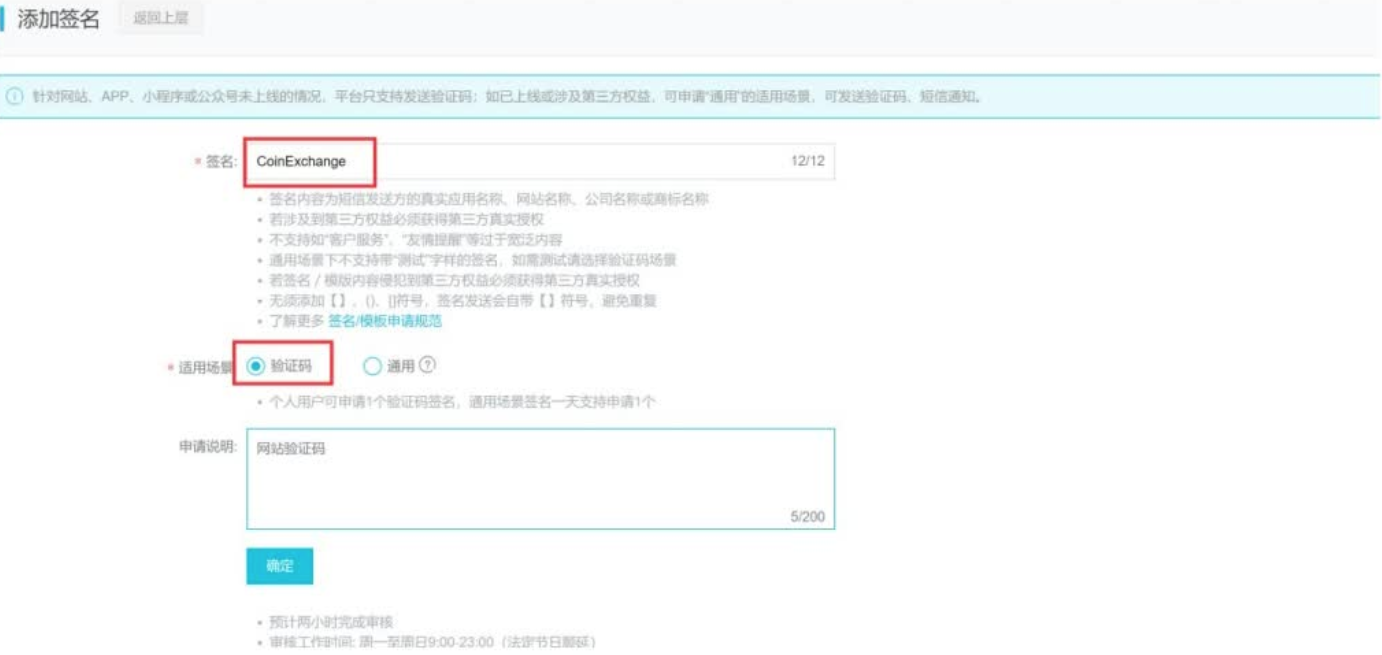 添加签名 返回上层
针对网站、APP、小程序或公众号未上线的情况，平台只支持发送验证码；如已上线或涉及第三方权益，可申请“通用”的适用场景，可发送验证码、短信通知。
* 签名: CoinExchange 12/12
• 签名内容为短信发送方的真实应用名称、网站名称、公司名称或商标名称
• 若涉及到第三方权益必须获得第三方真实授权
• 不支持如“客户服务”、“友情提醒”等过于宽泛内容
• 通用场景下不支持带“测试”字样的签名，如需测试请选择验证码场景
• 若签名 / 模版内容侵犯到第三方权益必须获得第三方真实授权
• 无须添加【】、()、[]符号，签名发送会自带【】符号，避免重复
• 了解更多 签名/模板申请规范
* 适用场景 验证码 通用 ?
• 个人用户可申请1个验证码签名，通用场景签名一天支持申请1个
申请说明: 网站验证码
5/200
确定
• 预计两小时完成审核
• 审核工作时间: 周一至周日9:00-23:00（法定节日顺延）